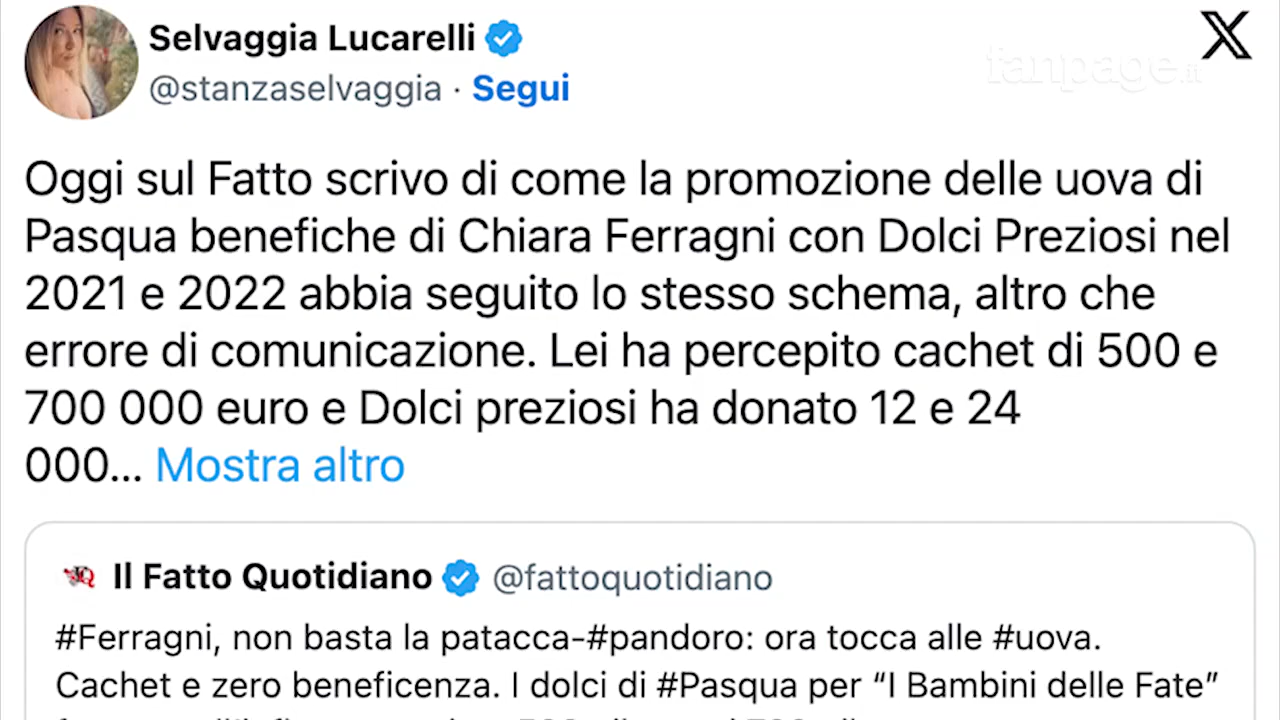 Selvaggia Lucarelli
fanpage.it
@stanzaselvaggia · Segui
Oggi sul Fatto scrivo di come la promozione delle uova di
Pasqua benefiche di Chiara Ferragni con Dolci Preziosi nel
2021 e 2022 abbia seguito lo stesso schema, altro che
errore di comunicazione. Lei ha percepito cachet di 500 e
700 000 euro e Dolci preziosi ha donato 12 e 24
000... Mostra altro
Il Fatto Quotidiano @fattoquotidiano
#Ferragni, non basta la patacca-#pandoro: ora tocca alle #uova.
Cachet e zero beneficenza. I dolci di #Pasqua per “I Bambini delle Fate”